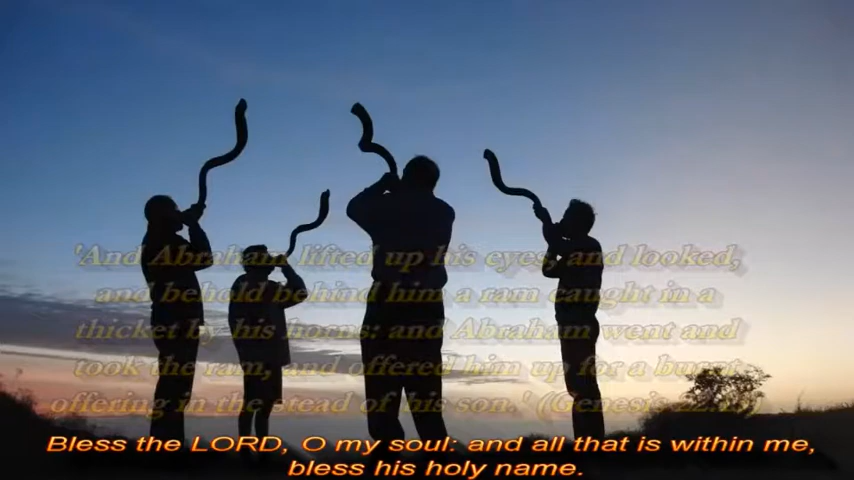 'And Abraham lifted up his eyes, and looked,
and behold behind him a ram caught in a
thicket by his horns: and Abraham went and
took the ram, and offered him up for a burnt
offering in the stead of his son.' (Genesis 22.13)
Bless the LORD, O my soul: and all that is within me,
bless his holy name.